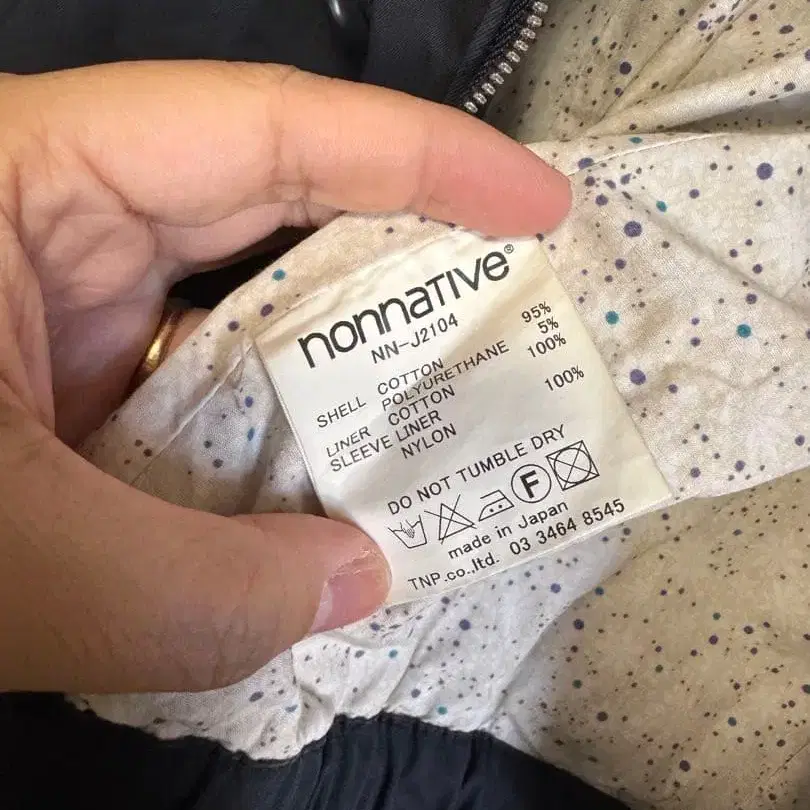 nonnaTIVe®
NN-J2104
SHELL COTTON 95%
POLYURETHANE 5%
LINER COTTON 100%
SLEEVE LINER
NYLON 100%
DO NOT TUMBLE DRY
F
made in Japan
TNP.co.,ltd. 03 3464 8545